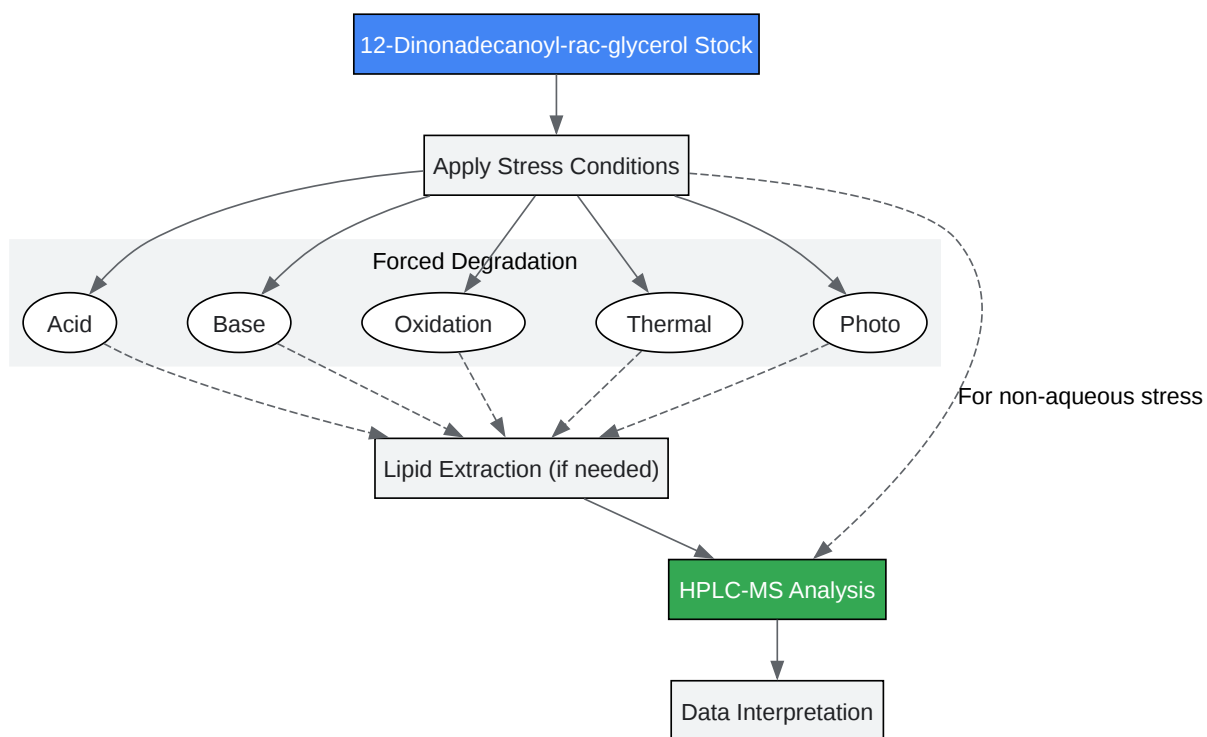 12-Dinonadecanoyl-rac-glycerol Stock
Apply Stress Conditions
Forced Degradation
Acid
Base
Oxidation
Thermal
Photo
For non-aqueous stress
Lipid Extraction (if needed)
HPLC-MS Analysis
Data Interpretation